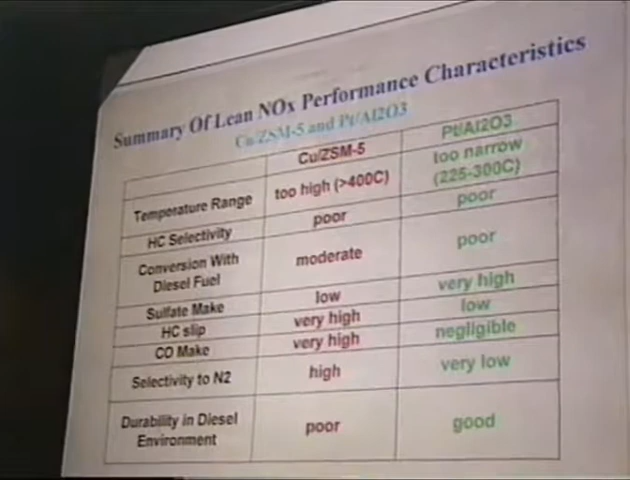 Summary Of Lean NOx Performance Characteristics
Cu/ZSM-5 and Pt/Al2O3
Cu/ZSM-5 Pt/Al2O3
Temperature Range too high (>400C) too narrow (225-300C)
HC Selectivity poor poor
Conversion With Diesel Fuel moderate poor
Sulfate Make low very high
HC slip very high low
CO Make very high negligible
Selectivity to N2 high very low
Durability in Diesel Environment poor good